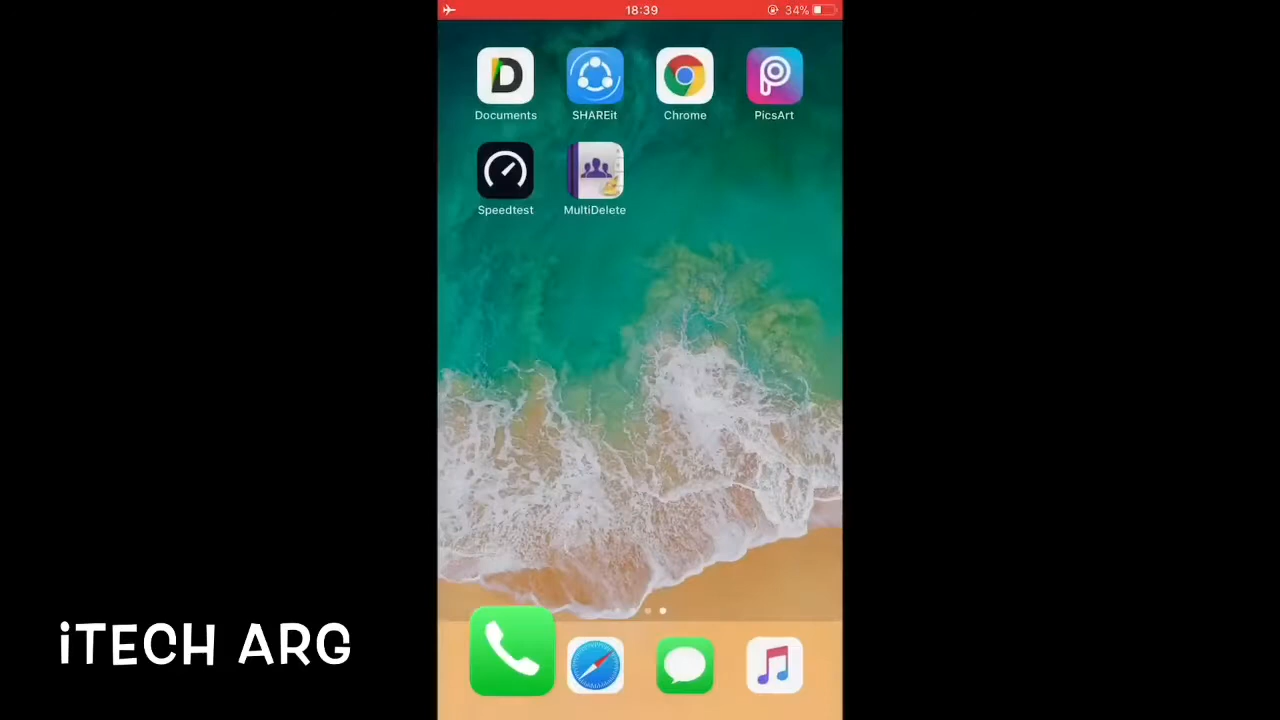 18:39
34%
Documents
SHAREit
Chrome
PicsArt
Speedtest
MultiDelete
iTECH ARG